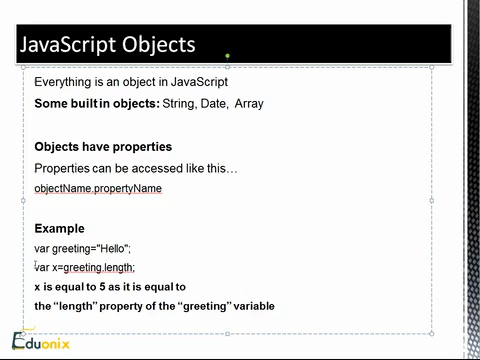 JavaScript Objects
Everything is an object in JavaScript
Some built in objects: String, Date, Array
Objects have properties
Properties can be accessed like this…
objectName.propertyName
Example
var greeting="Hello";
var x=greeting.length;
x is equal to 5 as it is equal to
the “length” property of the “greeting” variable
Eduonix